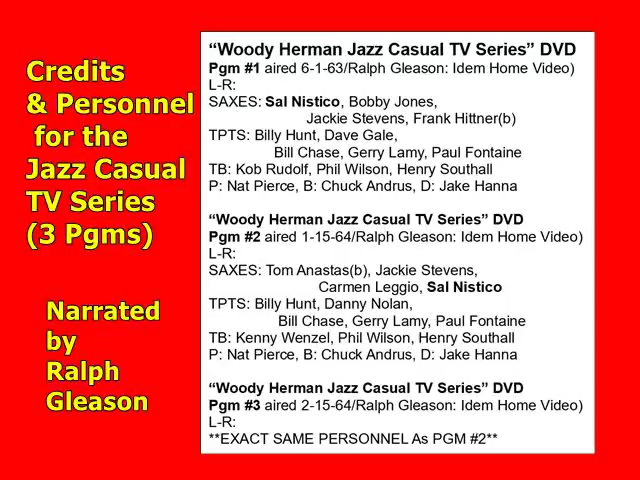 Credits
& Personnel
for the
Jazz Casual
TV Series
(3 Pgms)
Narrated
by
Ralph
Gleason
“Woody Herman Jazz Casual TV Series” DVD
Pgm #1 aired 6-1-63/Ralph Gleason: Idem Home Video)
L-R:
SAXES: Sal Nistico, Bobby Jones,
Jackie Stevens, Frank Hittner(b)
TPTS: Billy Hunt, Dave Gale,
Bill Chase, Gerry Lamy, Paul Fontaine
TB: Kob Rudolf, Phil Wilson, Henry Southall
P: Nat Pierce, B: Chuck Andrus, D: Jake Hanna
“Woody Herman Jazz Casual TV Series” DVD
Pgm #2 aired 1-15-64/Ralph Gleason: Idem Home Video)
L-R:
SAXES: Tom Anastas(b), Jackie Stevens,
Carmen Leggio, Sal Nistico
TPTS: Billy Hunt, Danny Nolan,
Bill Chase, Gerry Lamy, Paul Fontaine
TB: Kenny Wenzel, Phil Wilson, Henry Southall
P: Nat Pierce, B: Chuck Andrus, D: Jake Hanna
“Woody Herman Jazz Casual TV Series” DVD
Pgm #3 aired 2-15-64/Ralph Gleason: Idem Home Video)
L-R:
**EXACT SAME PERSONNEL As PGM #2**